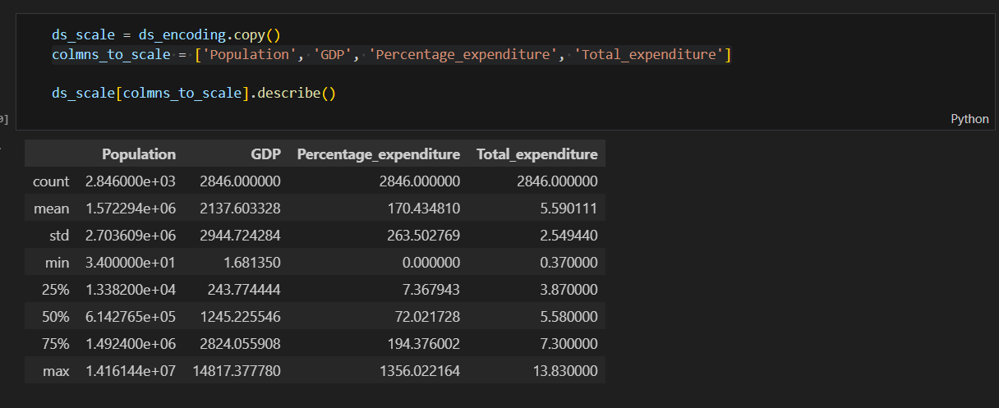 ds_scale = ds_encoding.copy()
colmns_to_scale = ['Population', 'GDP', 'Percentage_expenditure', 'Total_expenditure']
ds_scale[colmns_to_scale].describe()
]
Python
Population GDP Percentage_expenditure Total_expenditure
count 2.846000e+03 2846.000000 2846.000000 2846.000000
mean 1.572294e+06 2137.603328 170.434810 5.590111
std 2.703609e+06 2944.724284 263.502769 2.549440
min 3.400000e+01 1.681350 0.000000 0.370000
25% 1.338200e+04 243.774444 7.367943 3.870000
50% 6.142765e+05 1245.225546 72.021728 5.580000
75% 1.492400e+06 2824.055908 194.376002 7.300000
max 1.416144e+07 14817.377780 1356.022164 13.830000